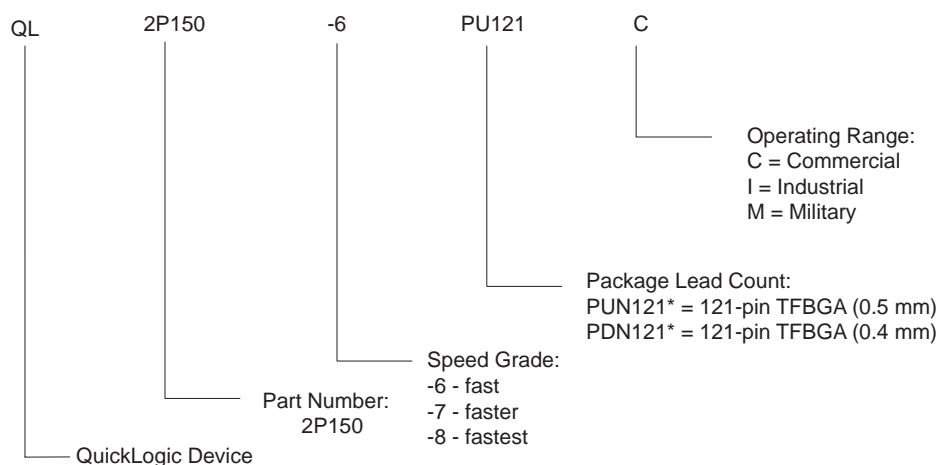 QL 2P150 -6 PU121 C
Operating Range:
C = Commercial
I = Industrial
M = Military
Package Lead Count:
PUN121* = 121-pin TFBGA (0.5 mm)
PDN121* = 121-pin TFBGA (0.4 mm)
Speed Grade:
-6 - fast
-7 - faster
-8 - fastest
Part Number:
2P150
QuickLogic Device